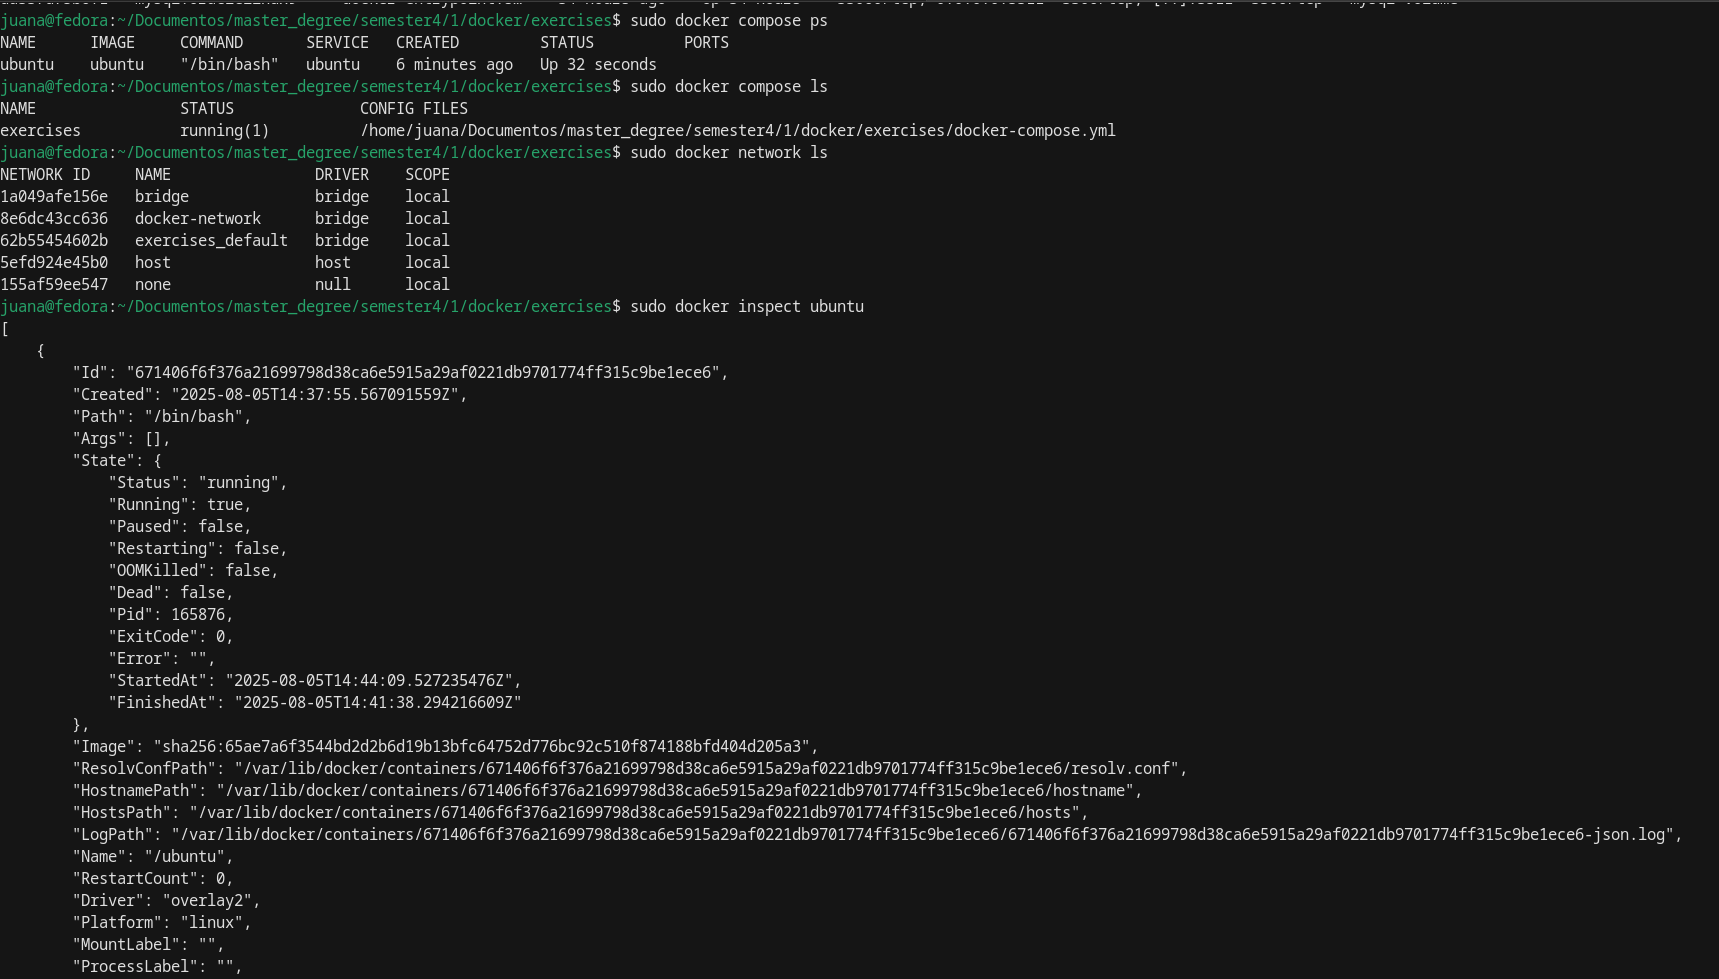 juana@fedora:~/Documentos/master_degree/semester4/1/docker/exercises$ sudo docker compose ps
NAME      IMAGE     COMMAND       SERVICE   CREATED         STATUS          PORTS
ubuntu    ubuntu    "/bin/bash"   ubuntu    6 minutes ago   Up 32 seconds
juana@fedora:~/Documentos/master_degree/semester4/1/docker/exercises$ sudo docker compose ls
NAME                STATUS              CONFIG FILES
exercises           running(1)          /home/juana/Documentos/master_degree/semester4/1/docker/exercises/docker-compose.yml
juana@fedora:~/Documentos/master_degree/semester4/1/docker/exercises$ sudo docker network ls
NETWORK ID     NAME                DRIVER    SCOPE
1a049afe156e   bridge              bridge    local
8e6dc43cc636   docker-network      bridge    local
62b55454602b   exercises_default   bridge    local
5efd924e45b0   host                host      local
155af59ee547   none                null      local
juana@fedora:~/Documentos/master_degree/semester4/1/docker/exercises$ sudo docker inspect ubuntu
[
    {
        "Id": "671406f6f376a21699798d38ca6e5915a29af0221db9701774ff315c9be1ece6",
        "Created": "2025-08-05T14:37:55.567091559Z",
        "Path": "/bin/bash",
        "Args": [],
        "State": {
            "Status": "running",
            "Running": true,
            "Paused": false,
            "Restarting": false,
            "OOMKilled": false,
            "Dead": false,
            "Pid": 165876,
            "ExitCode": 0,
            "Error": "",
            "StartedAt": "2025-08-05T14:44:09.527235476Z",
            "FinishedAt": "2025-08-05T14:41:38.294216609Z"
        },
        "Image": "sha256:65ae7a6f3544bd2d2b6d19b13bfc64752d776bc92c510f874188bfd404d205a3",
        "ResolvConfPath": "/var/lib/docker/containers/671406f6f376a21699798d38ca6e5915a29af0221db9701774ff315c9be1ece6/resolv.conf",
        "HostnamePath": "/var/lib/docker/containers/671406f6f376a21699798d38ca6e5915a29af0221db9701774ff315c9be1ece6/hostname",
        "HostsPath": "/var/lib/docker/containers/671406f6f376a21699798d38ca6e5915a29af0221db9701774ff315c9be1ece6/hosts",
        "LogPath": "/var/lib/docker/containers/671406f6f376a21699798d38ca6e5915a29af0221db9701774ff315c9be1ece6/671406f6f376a21699798d38ca6e5915a29af0221db9701774ff315c9be1ece6-json.log",
        "Name": "/ubuntu",
        "RestartCount": 0,
        "Driver": "overlay2",
        "Platform": "linux",
        "MountLabel": "",
        "ProcessLabel": "",